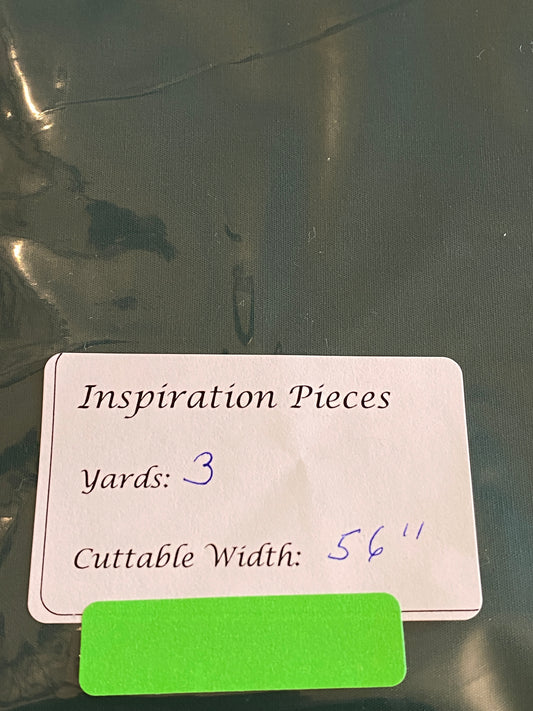 Inspiration Pieces
Yards: 3
Cuttable Width: 56"